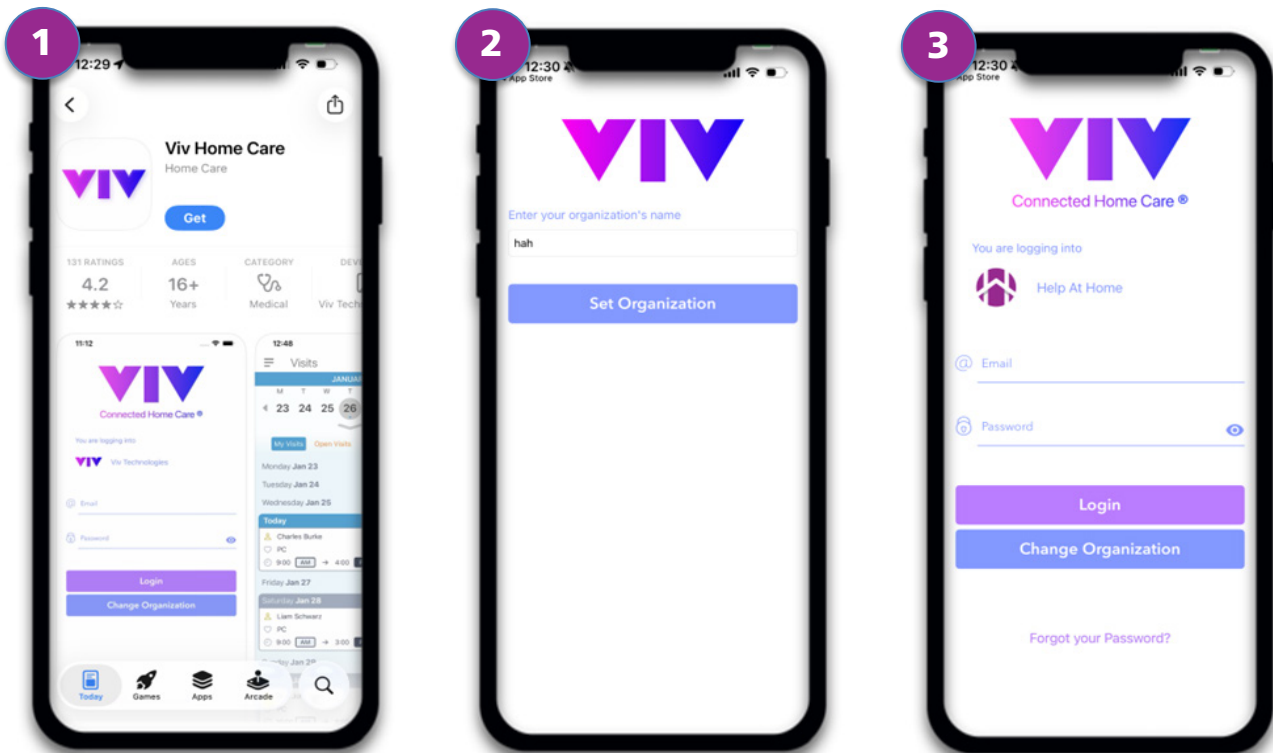 1
12:29
Viv Home Care
Home Care
VIV
Get
131 RATINGS
4.2
AGES
16+
Years
CATEGORY
Medical
Viv Tech
11:12
VIV
Connected Home Care ®
You are logging into
VIV Viv Technologies
Email
Password
Login
Change Organization
12:48
Visits
M T W T
23 24 25 26
My Visits Open Visits
Monday Jan 23
Tuesday Jan 24
Wednesday Jan 25
Today
Charles Burke
PC
9:00 AM → 4:00
Friday Jan 27
Saturday Jan 28
Liam Schwarz
PC
9:00 AM → 3:00
Today
Games
Apps
Arcade
2
12:30
App Store
VIV
Enter your organization's name
hah
Set Organization
3
12:30
App Store
VIV
Connected Home Care ®
You are logging into
Help At Home
@ Email
Password
Login
Change Organization
Forgot your Password?